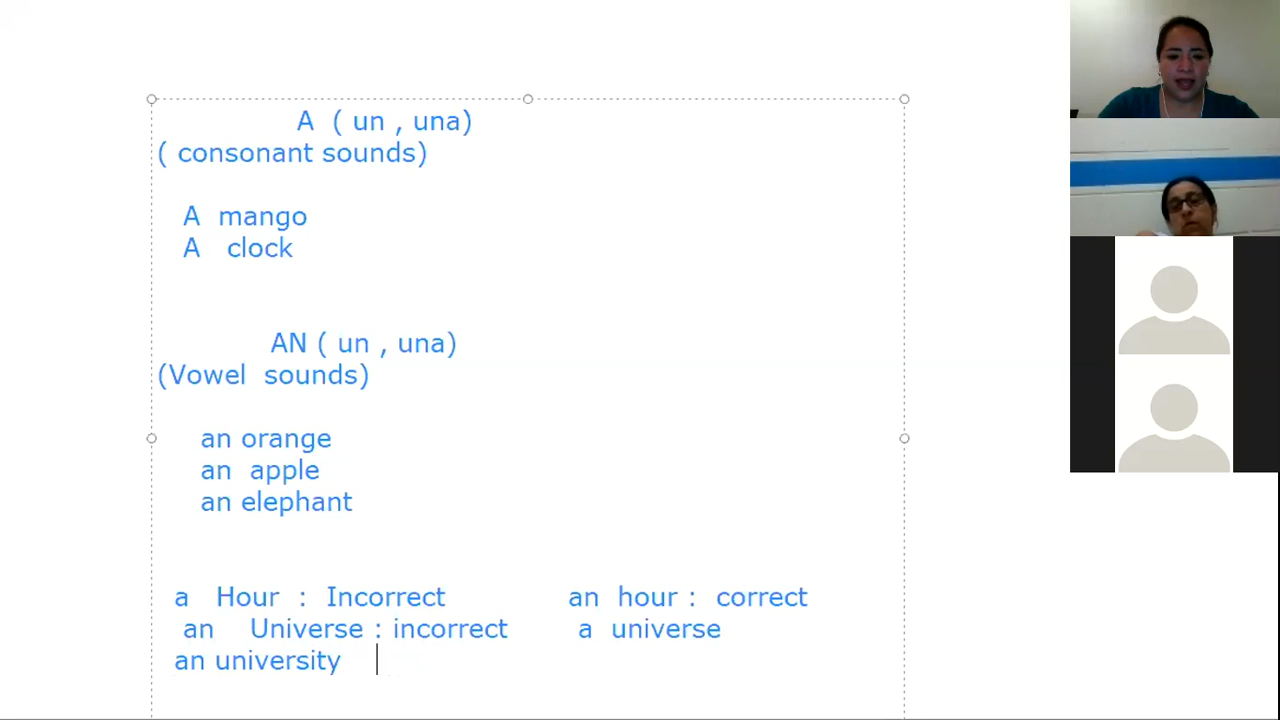 A ( un , una)
( consonant sounds)
A mango
A clock
AN ( un , una)
(Vowel sounds)
an orange
an apple
an elephant
a Hour : Incorrect an hour : correct
an Universe : incorrect a universe
an university